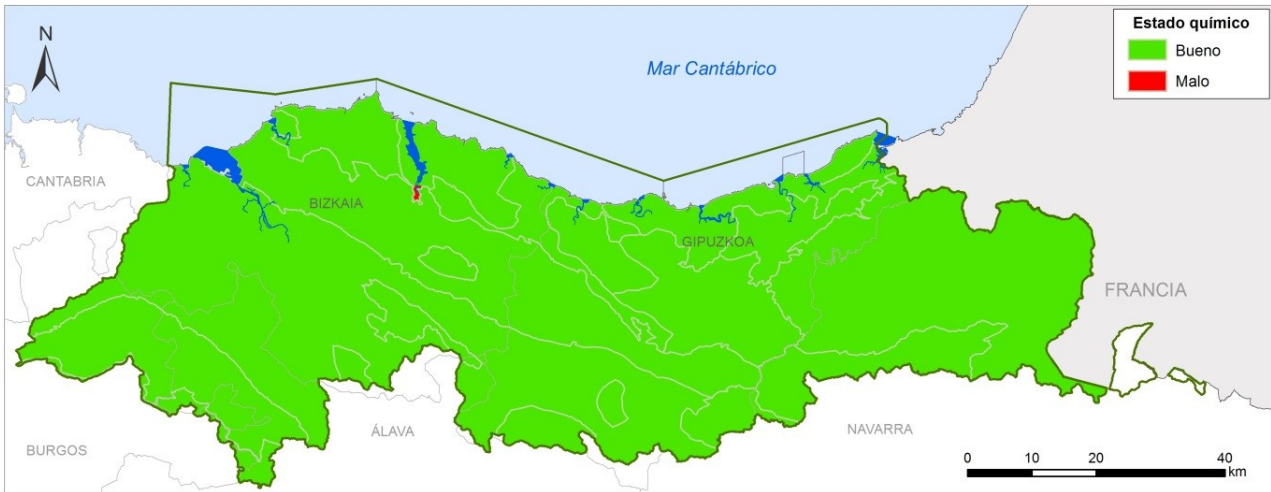 N
Mar Cantábrico
Estado químico
Bueno
Malo
CANTABRIA
BIZKAIA
GIPUZKOA
FRANCIA
BURGOS
ÁLAVA
NAVARRA
0 10 20 40
km